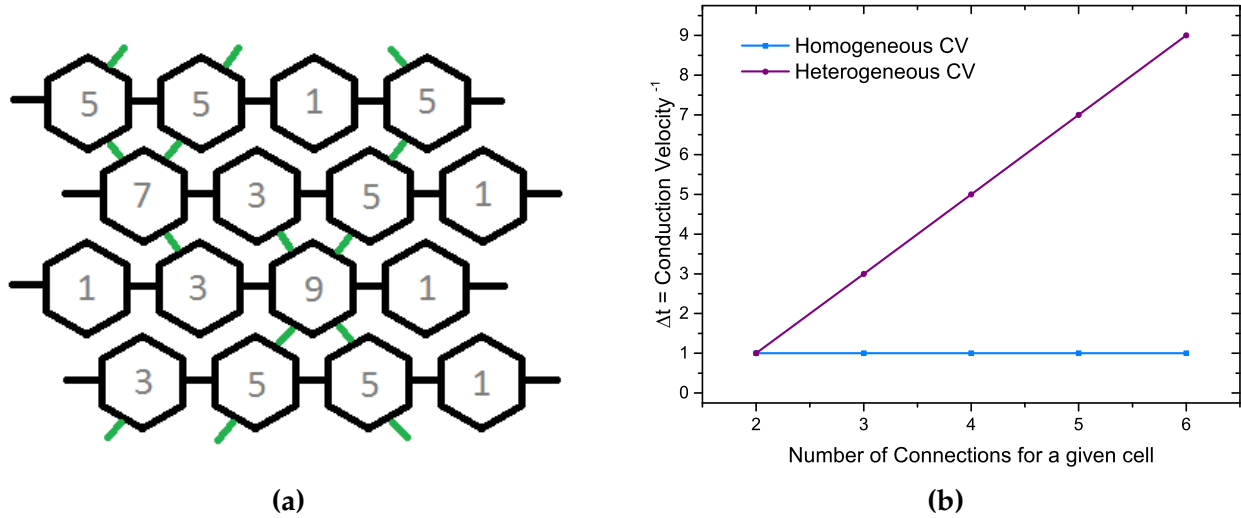 5 5 1 5
7 3 5 1
1 3 9 1
3 5 5 1
(a)
Homogeneous CV
Heterogeneous CV
Δt = Conduction Velocity⁻¹
9
8
7
6
5
4
3
2
1
0
2 3 4 5 6
Number of Connections for a given cell
(b)